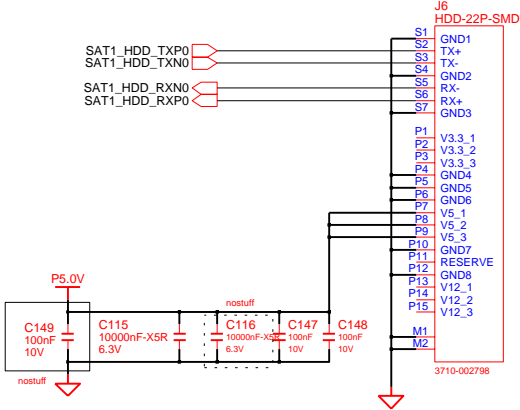 J6
HDD-22P-SMD
S1 GND1
SAT1_HDD_TXP0 S2 TX+
SAT1_HDD_TXN0 S3 TX-
S4 GND2
SAT1_HDD_RXN0 S5 RX-
SAT1_HDD_RXP0 S6 RX+
S7 GND3
P1 V3.3_1
P2 V3.3_2
P3 V3.3_3
P4 GND4
P5 GND5
P6 GND6
P7 V5_1
P8 V5_2
P9 V5_3
P10 GND7
P11 RESERVE
P12 GND8
P13 V12_1
P14 V12_2
P15 V12_3
M1
M2
3710-002798
P5.0V
nostuff
C149
100nF
10V
nostuff
C115
10000nF-X5R
6.3V
C116
10000nF-X5R
6.3V
C147
100nF
10V
C148
100nF
10V